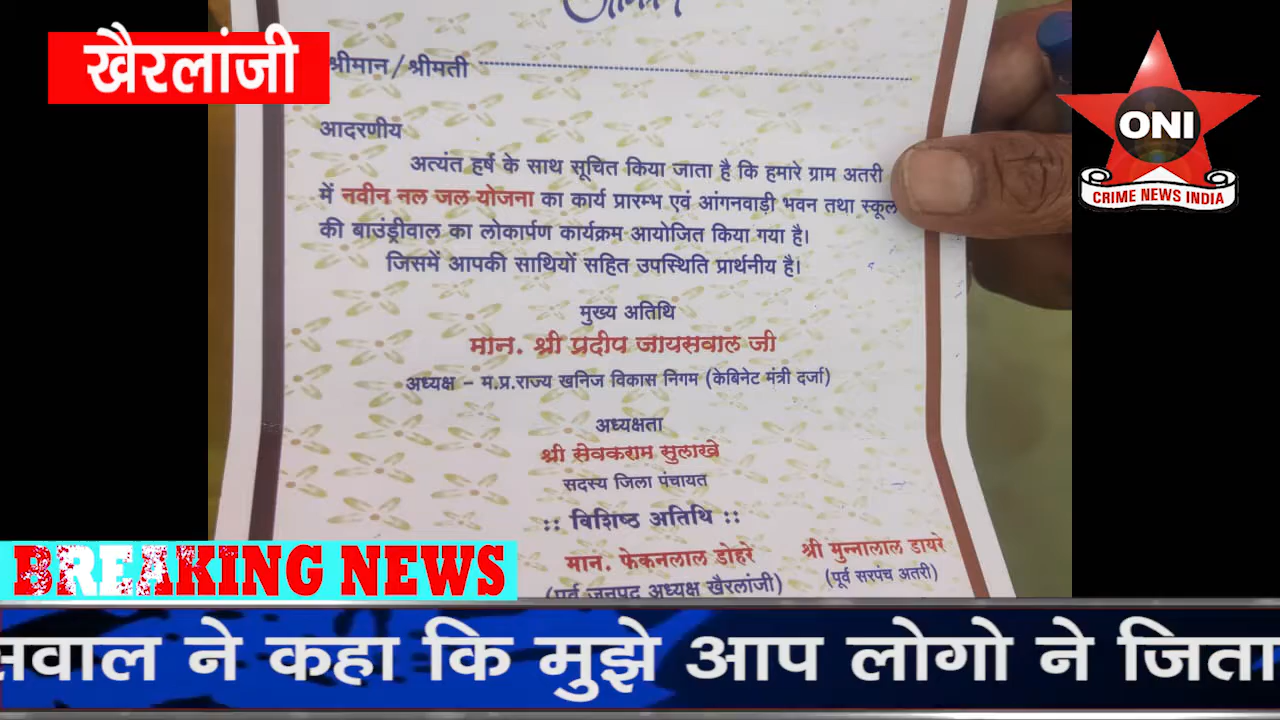 खैरलांजी
श्रीमान/श्रीमती
आदरणीय
अत्यंत हर्ष के साथ सूचित किया जाता है कि हमारे ग्राम अतरी
में नवीन नल जल योजना का कार्य प्रारम्भ एवं आंगनवाड़ी भवन तथा स्कूल
की बाउंड्रीवाल का लोकार्पण कार्यक्रम आयोजित किया गया है।
जिसमें आपकी साथियों सहित उपस्थिति प्रार्थनीय है।
मुख्य अतिथि
मान. श्री प्रदीप जायसवाल जी
अध्यक्ष – म.प्र.राज्य खनिज विकास निगम (केबिनेट मंत्री दर्जा)
अध्यक्षता
श्री सेवकराम सुलाखे
सदस्य जिला पंचायत
:: विशिष्ठ अतिथि ::
मान. फेकनलाल डोहरे
(पूर्व जनपद अध्यक्ष खैरलांजी)
श्री मुन्नालाल डायरे
(पूर्व सरपंच अतरी)
ONI
CRIME NEWS INDIA
BREAKING NEWS
सवाल ने कहा कि मुझे आप लोगो ने जिता